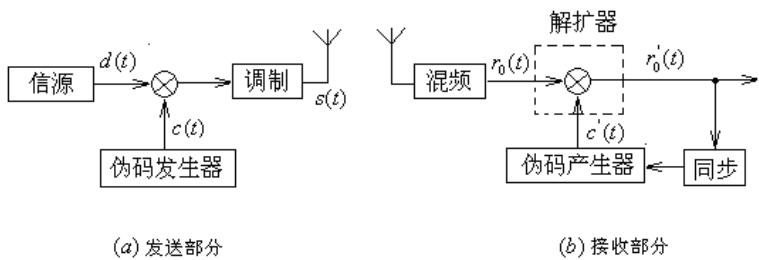 信源
d(t)
c(t)
伪码发生器
调制
s(t)
(a) 发送部分
混频
r₀(t)
解扩器
c'(t)
r₀'(t)
伪码产生器
同步
(b) 接收部分